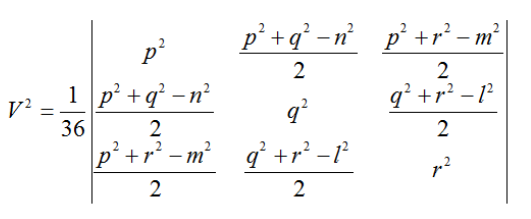 V² = 1/36 | p² (p² + q² − n²)/2 (p² + r² − m²)/2 |
| (p² + q² − n²)/2 q² (q² + r² − l²)/2 |
| (p² + r² − m²)/2 (q² + r² − l²)/2 r² |